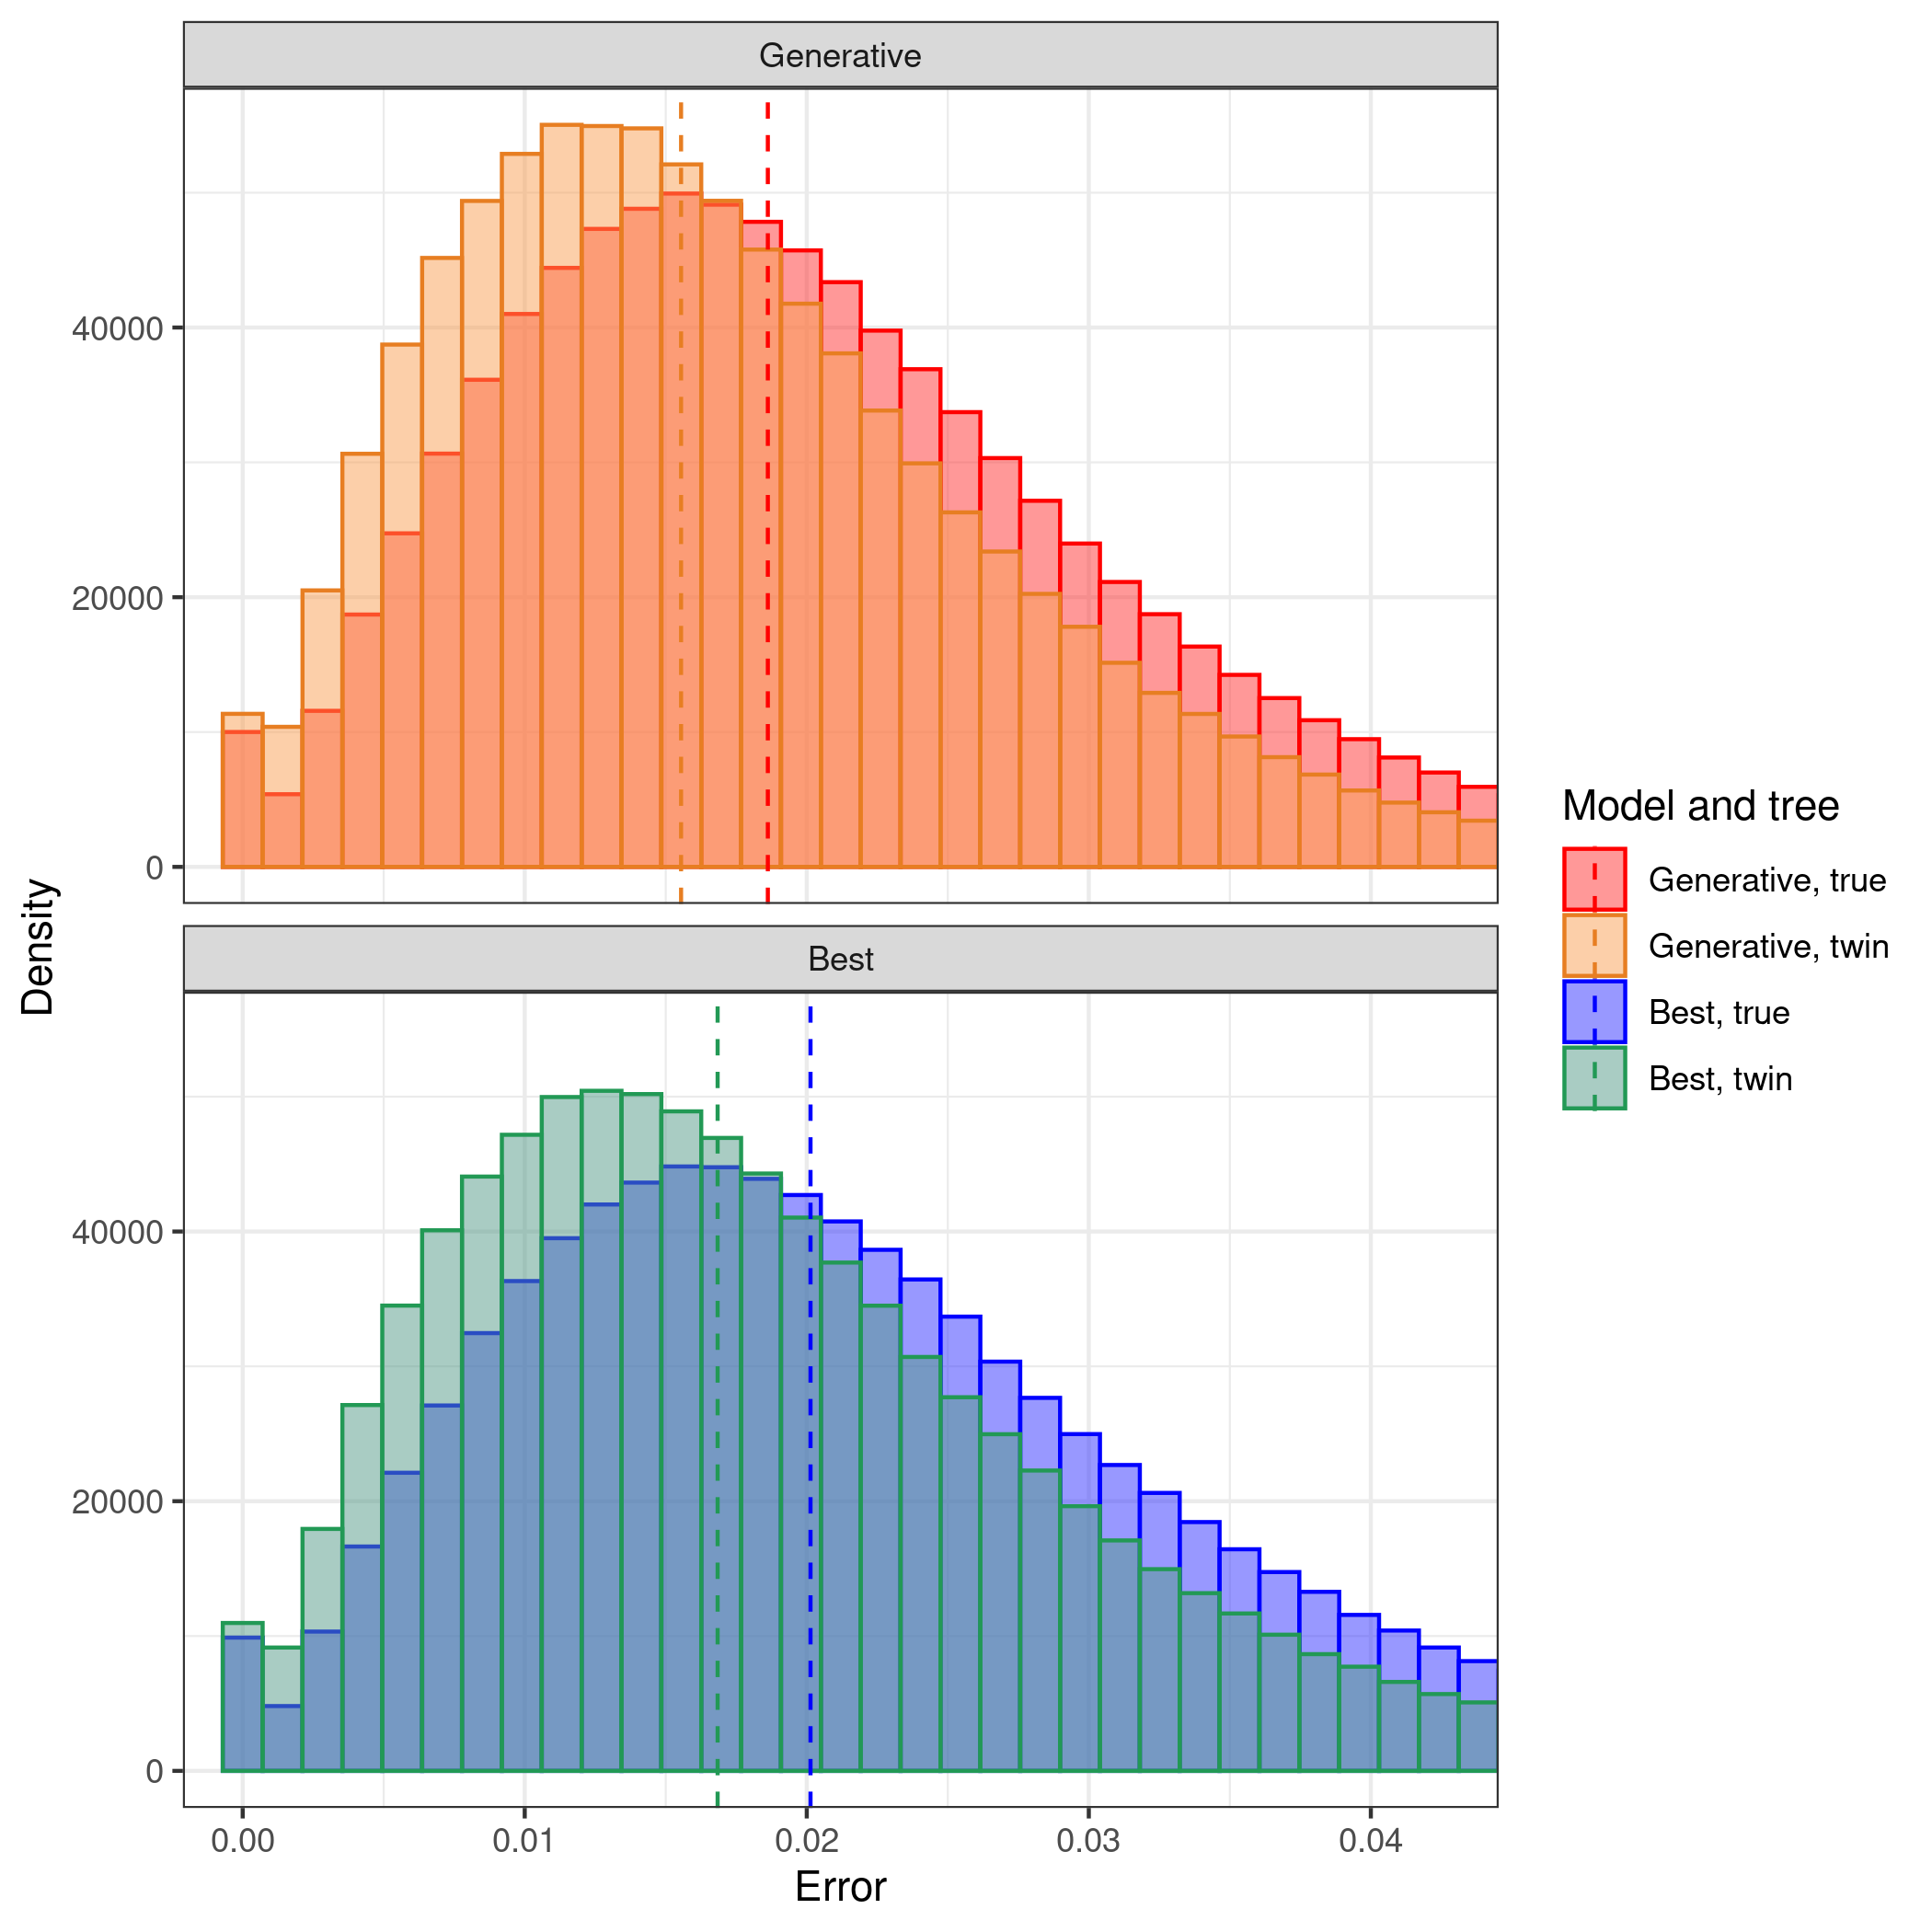 Generative
40000
20000
0
Best
40000
20000
0
0.00 0.01 0.02 0.03 0.04
Error
Density
Model and tree
Generative, true
Generative, twin
Best, true
Best, twin